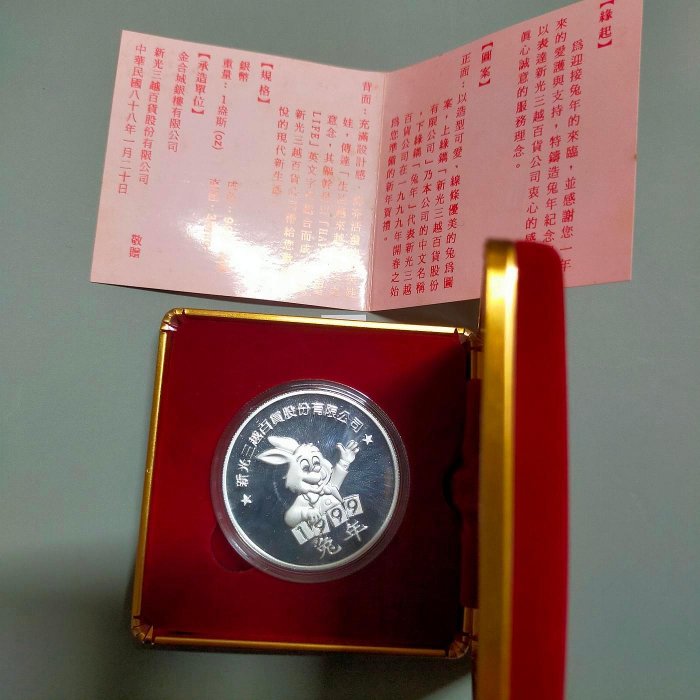 【緣起】
為迎接兔年的來臨，並感謝您一年
來的愛護與支持，特鑄造兔年紀念
以表達新光三越百貨公司衷心的感
真心誠意的服務理念。
【圖案】
正面：以造型可愛、線條優美的兔為圖
案，上緣鐫「新光三越百貨股份
有限公司」乃本公司的中文名稱
，下緣鐫「兔年」代表新光三越
百貨公司在一九九九年開春之始
為您準備的新年賀禮。
背面：充滿設計感
娃，傳達「生
意念，其軀幹
LIFE」英文字
新光三越百貨
悅的現代新生活
【規格】
銀幣
重量：1盎斯(OZ)
【承造單位】
金合城銀樓有限公司
新光三越百貨股份有限公司
中華民國八十八年一月二十日 敬贈
★新光三越百貨股份有限公司★
1999
兔年